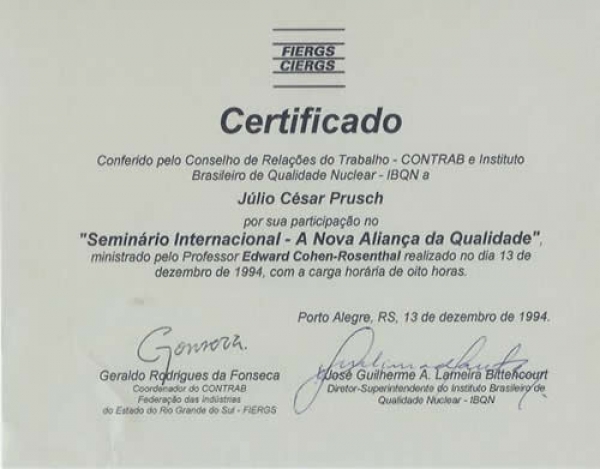 FIERGS
CIERGS
Certificado
Conferido pelo Conselho de Relações do Trabalho - CONTRAB e Instituto
Brasileiro de Qualidade Nuclear - IBQN a
Júlio César Prusch
por sua participação no
"Seminário Internacional - A Nova Aliança da Qualidade",
ministrado pelo Professor Edward Cohen-Rosenthal realizado no dia 13 de
dezembro de 1994, com a carga horária de oito horas.
Porto Alegre, RS, 13 de dezembro de 1994.
Geraldo Rodrigues da Fonseca
Coordenador do CONTRAB
Federação das Indústrias
do Estado do Rio Grande do Sul - FIERGS
José Guilherme A. Lameira Bittencourt
Diretor-Superintendente do Instituto Brasileiro de
Qualidade Nuclear - IBQN